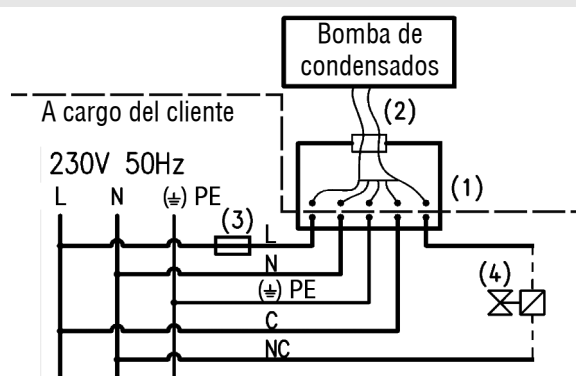 Bomba de
condensados
A cargo del cliente
(2)
230V 50Hz
(1)
L N (⏚) PE
(3)
L
N
(⏚) PE
(4)
C
NC